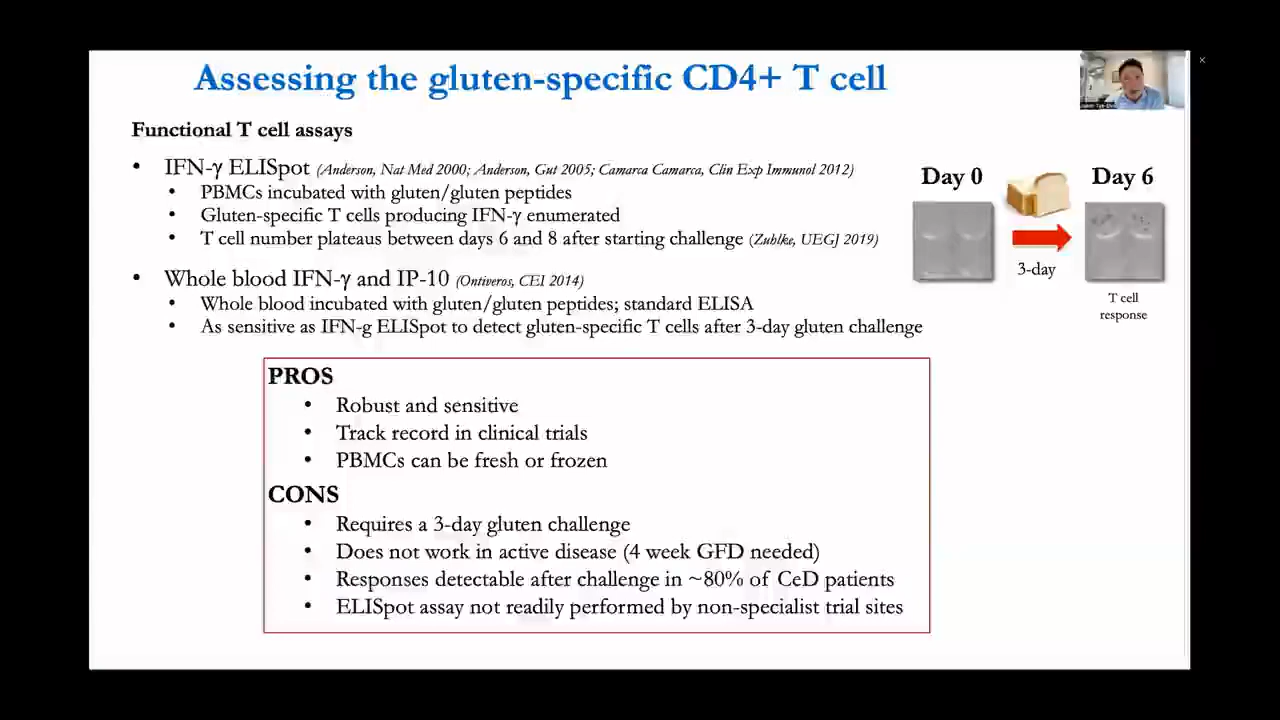 Assessing the gluten-specific CD4+ T cell
Functional T cell assays
• IFN-γ ELISpot (Anderson, Nat Med 2000; Anderson, Gut 2005; Camarca Camarca, Clin Exp Immunol 2012)
• PBMCs incubated with gluten/gluten peptides
• Gluten-specific T cells producing IFN-γ enumerated
• T cell number plateaus between days 6 and 8 after starting challenge (Zuhlke, UEGJ 2019)
• Whole blood IFN-γ and IP-10 (Ontiveros, CEI 2014)
• Whole blood incubated with gluten/gluten peptides; standard ELISA
• As sensitive as IFN-g ELISpot to detect gluten-specific T cells after 3-day gluten challenge
Day 0
Day 6
3-day
T cell
response
PROS
• Robust and sensitive
• Track record in clinical trials
• PBMCs can be fresh or frozen
CONS
• Requires a 3-day gluten challenge
• Does not work in active disease (4 week GFD needed)
• Responses detectable after challenge in ~80% of CeD patients
• ELISpot assay not readily performed by non-specialist trial sites